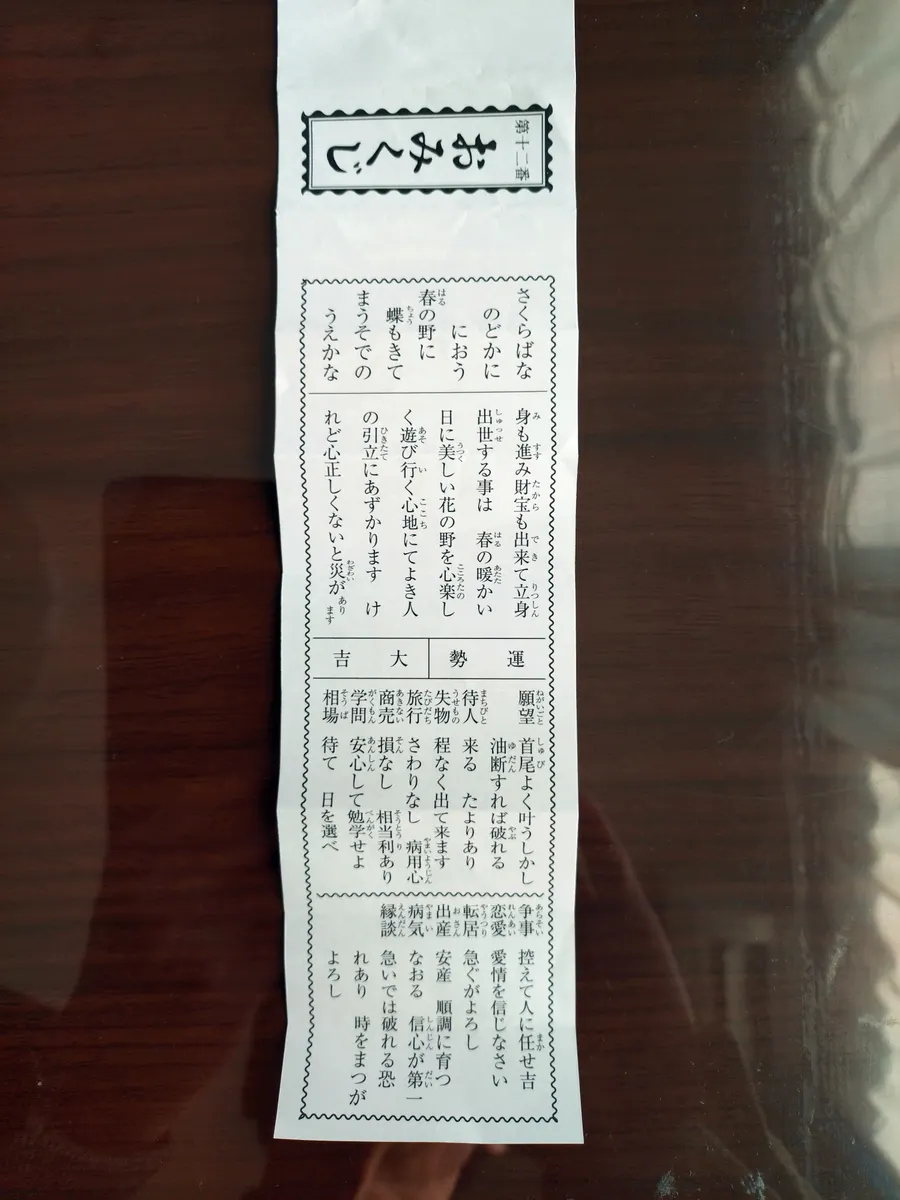 第十二番
おみくじ
さくらばな
のどかに
におう
春の野に
蝶もきて
まうそでの
うえかな
身も進み財宝も出来て立身
出世する事は 春の暖かい
日に美しい花の野を心楽し
く遊び行く心地にてよき人
の引立にあずかります け
れど心正しくないと災があります
運勢 大吉
願望 首尾よく叶うしかし
油断すれば破れる
待人 来る たよりあり
失物 程なく出て来ます
旅行 さわりなし 病用心
商売 損なし 相当利あり
学問 安心して勉学せよ
相場 待て 日を選べ
争事 控えて人に任せ吉
恋愛 愛情を信じなさい
転居 急ぐがよろし
出産 安産 順調に育つ
病気 なおる 信心が第一
縁談 急いでは破れる恐
れあり 時をまつが
よろし